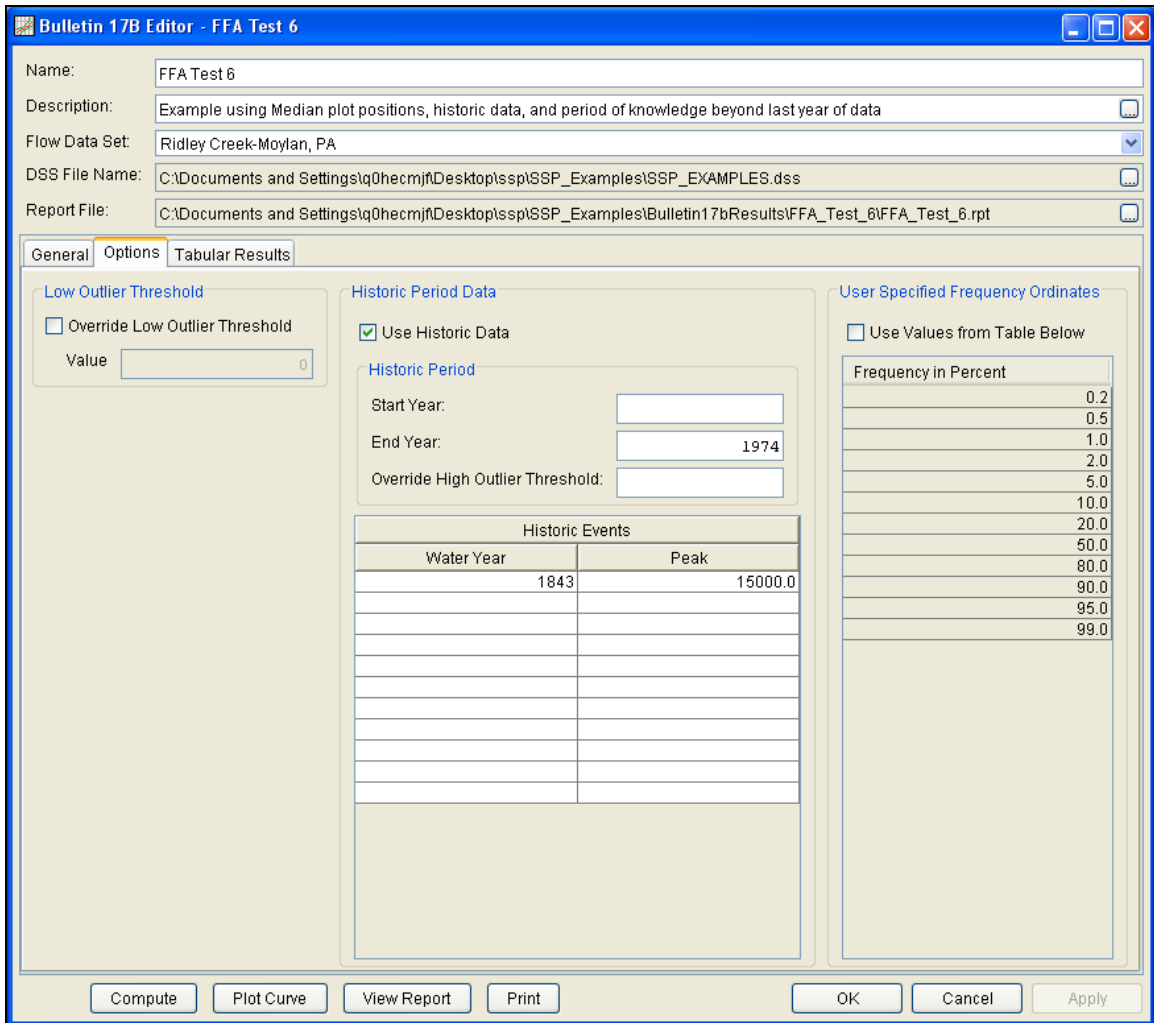 Bulletin 17B Editor - FFA Test 6
Name: FFA Test 6
Description: Example using Median plot positions, historic data, and period of knowledge beyond last year of data ...
Flow Data Set: Ridley Creek-Moylan, PA
DSS File Name: C:\Documents and Settings\q0hecmjf\Desktop\ssp\SSP_Examples\SSP_EXAMPLES.dss ...
Report File: C:\Documents and Settings\q0hecmjf\Desktop\ssp\SSP_Examples\Bulletin17bResults\FFA_Test_6\FFA_Test_6.rpt ...
General Options Tabular Results
Low Outlier Threshold
Override Low Outlier Threshold
Value 0
Historic Period Data
Use Historic Data
Historic Period
Start Year:
End Year: 1974
Override High Outlier Threshold:
Historic Events
Water Year Peak
1843 15000.0
User Specified Frequency Ordinates
Use Values from Table Below
Frequency in Percent
0.2
0.5
1.0
2.0
5.0
10.0
20.0
50.0
80.0
90.0
95.0
99.0
Compute Plot Curve View Report Print OK Cancel Apply